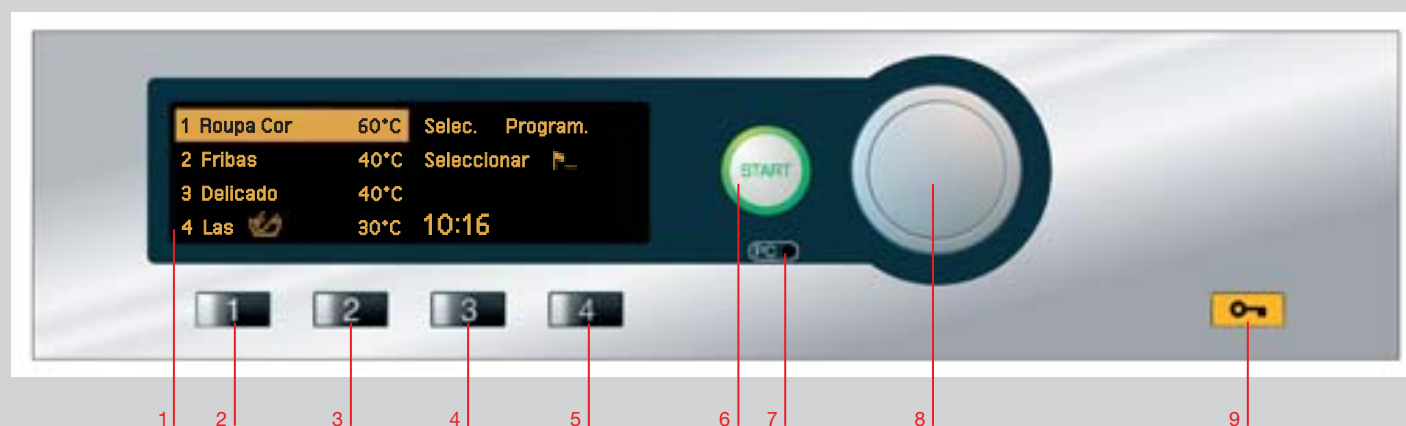 1 Roupa Cor 60°C Selec. Program.
2 Fribas 40°C Seleccionar
3 Delicado 40°C
4 Las 30°C 10:16
START
PC
1 2 3 4
1 2 3 4 5 6 7 8 9